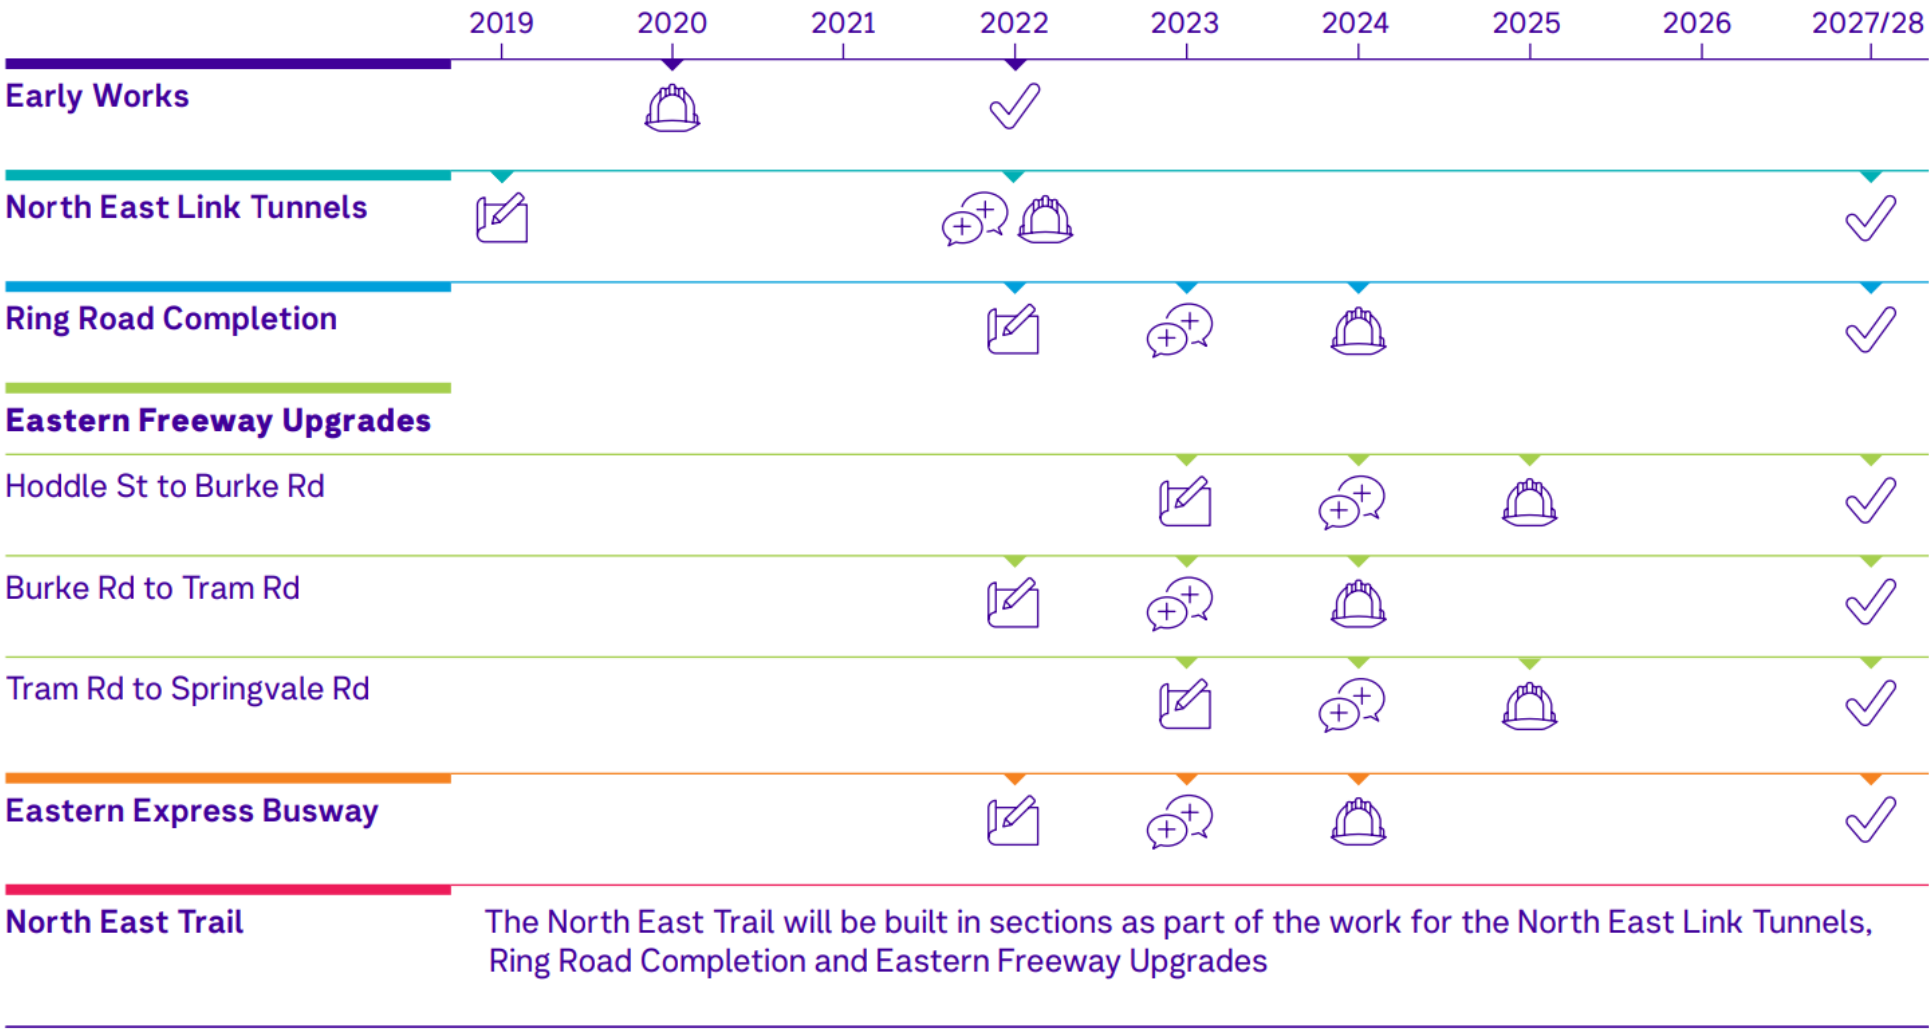 2019 2020 2021 2022 2023 2024 2025 2026 2027/28
Early Works
North East Link Tunnels
Ring Road Completion
Eastern Freeway Upgrades
Hoddle St to Burke Rd
Burke Rd to Tram Rd
Tram Rd to Springvale Rd
Eastern Express Busway
North East Trail The North East Trail will be built in sections as part of the work for the North East Link Tunnels,
Ring Road Completion and Eastern Freeway Upgrades